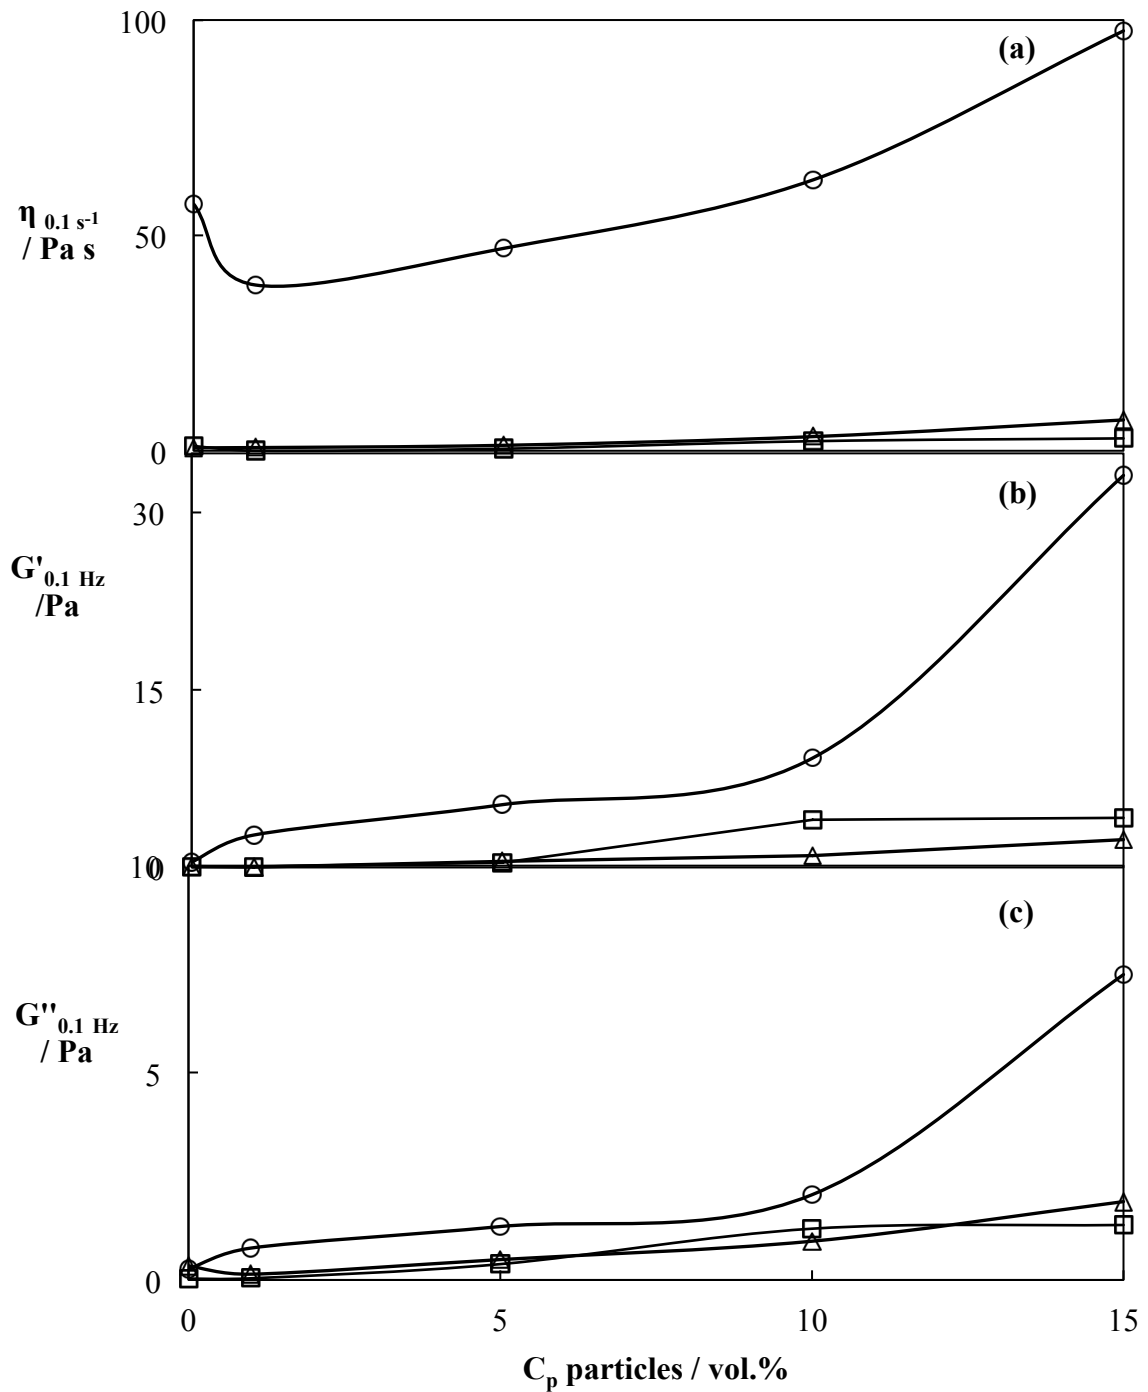 100
(a)
η 0.1 s-1
/ Pa s
50
0
(b)
30
G'0.1 Hz
/Pa
15
0
10
(c)
G''0.1 Hz
/ Pa
5
0
0 5 10 15
Cp particles / vol.%